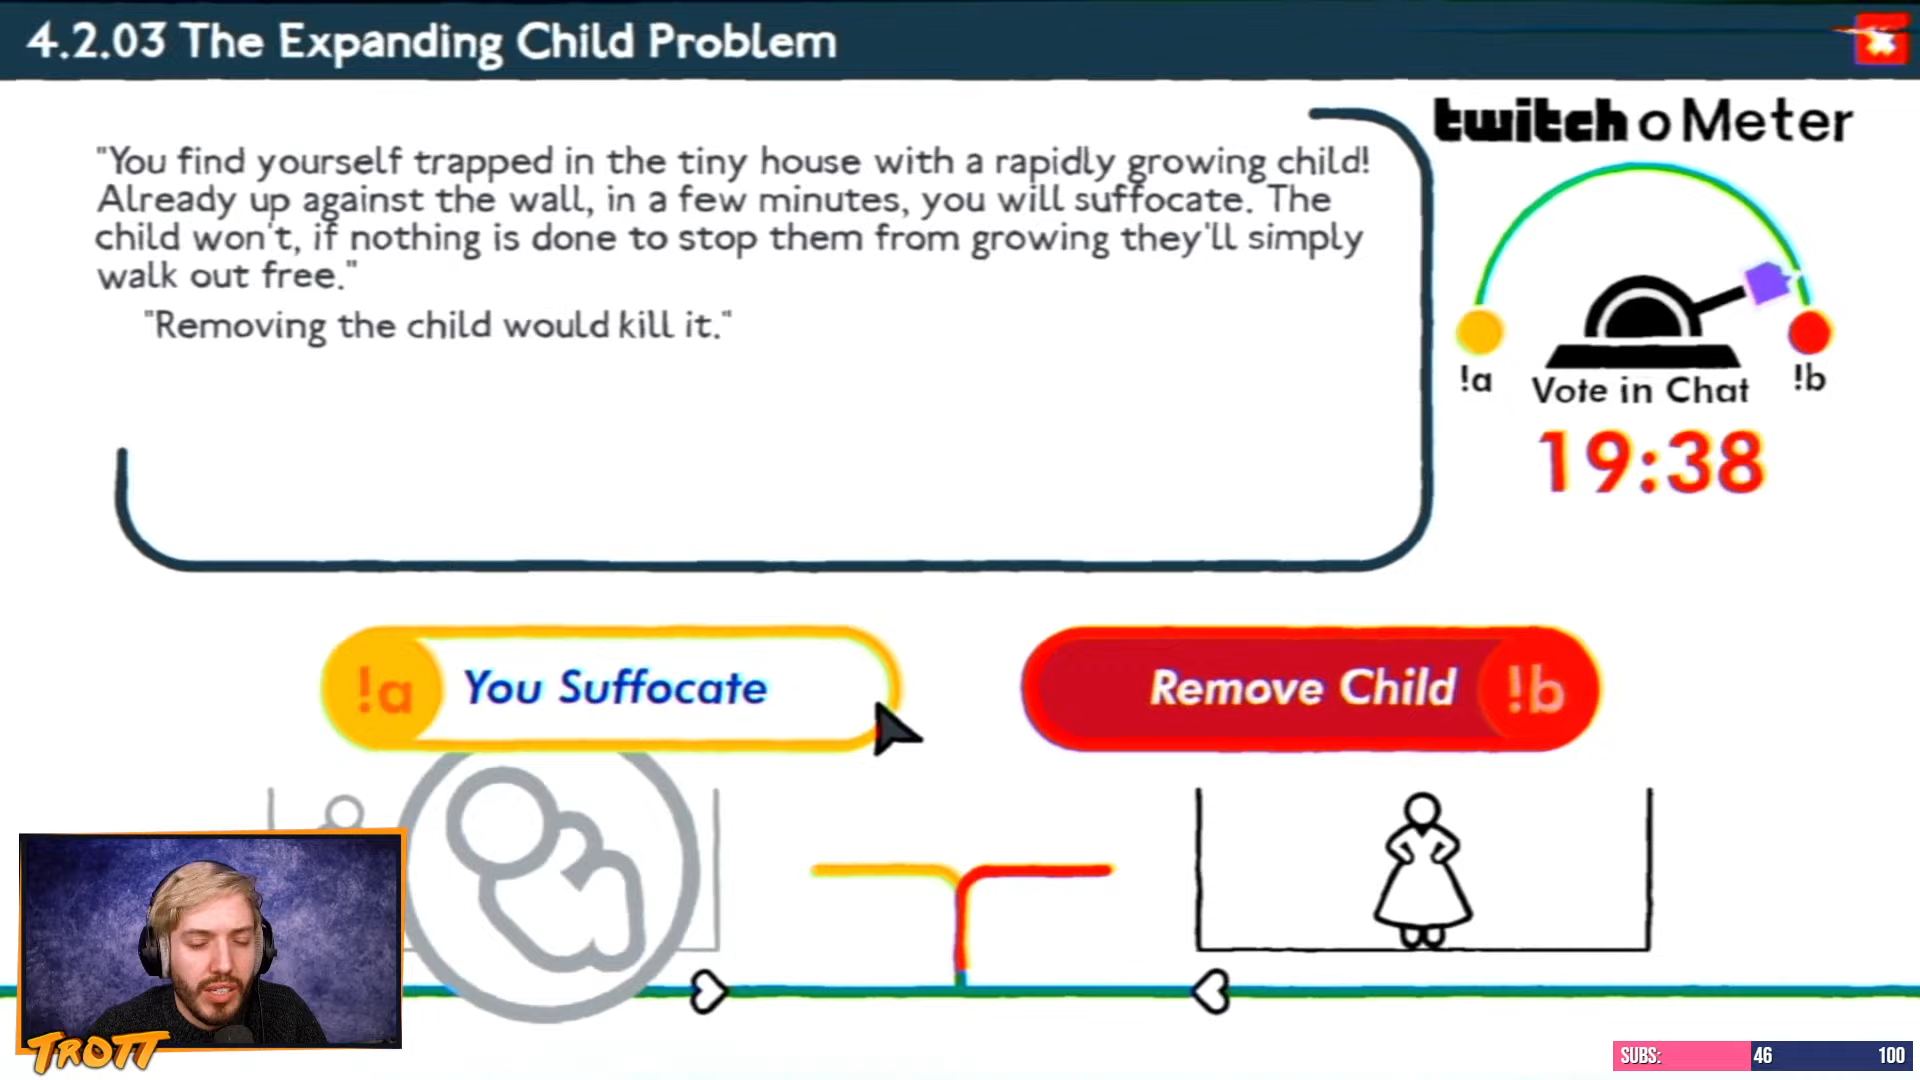 4.2.03 The Expanding Child Problem
"You find yourself trapped in the tiny house with a rapidly growing child!
Already up against the wall, in a few minutes, you will suffocate. The
child won't, if nothing is done to stop them from growing they'll simply
walk out free."
"Removing the child would kill it."
twitch o Meter
!a
Vote in Chat
!b
19:38
!a You Suffocate
Remove Child !b
TROTT
SUBS: 46 100